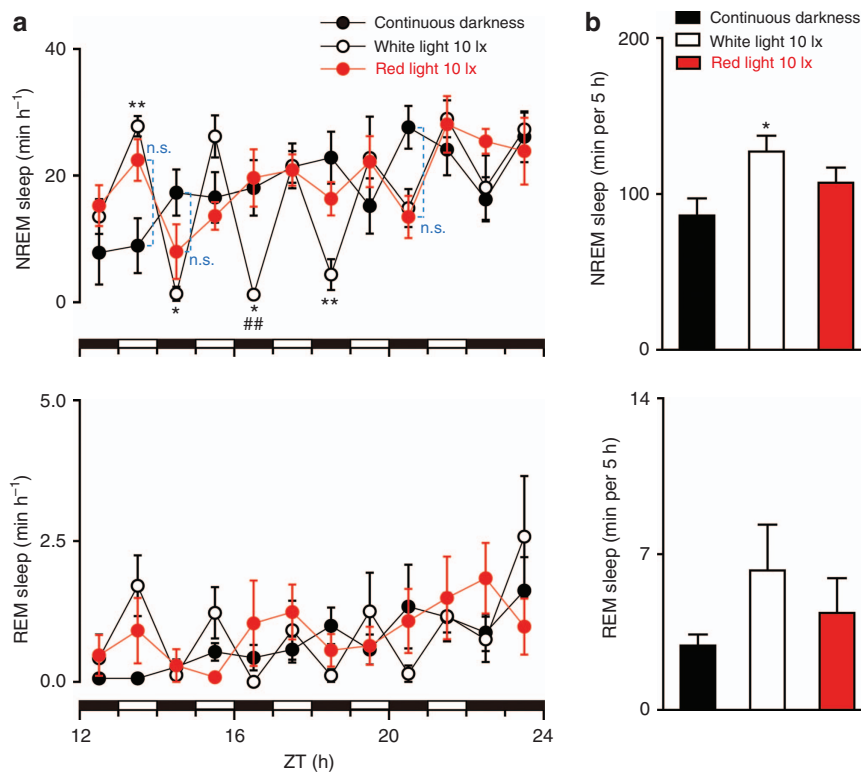 a
Continuous darkness
White light 10 lx
Red light 10 lx
NREM sleep (min h⁻¹)
40
20
0
**
n.s.
n.s.
n.s.
*
*
##
**
REM sleep (min h⁻¹)
5.0
2.5
0.0
12
14
16
18
20
22
24
ZT (h)
b
Continuous darkness
White light 10 lx
Red light 10 lx
NREM sleep (min per 5 h)
200
100
0
*
REM sleep (min per 5 h)
14
7
0